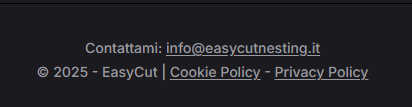 Contattami: info@easycutnesting.it
© 2025 - EasyCut | Cookie Policy - Privacy Policy